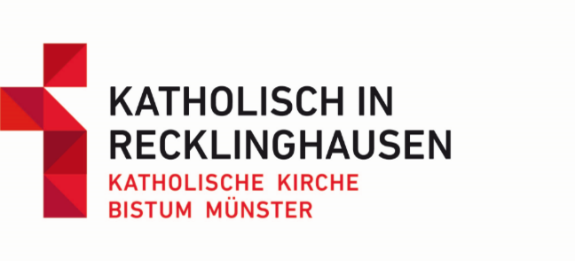 KATHOLISCH IN
RECKLINGHAUSEN
KATHOLISCHE KIRCHE
BISTUM MÜNSTER